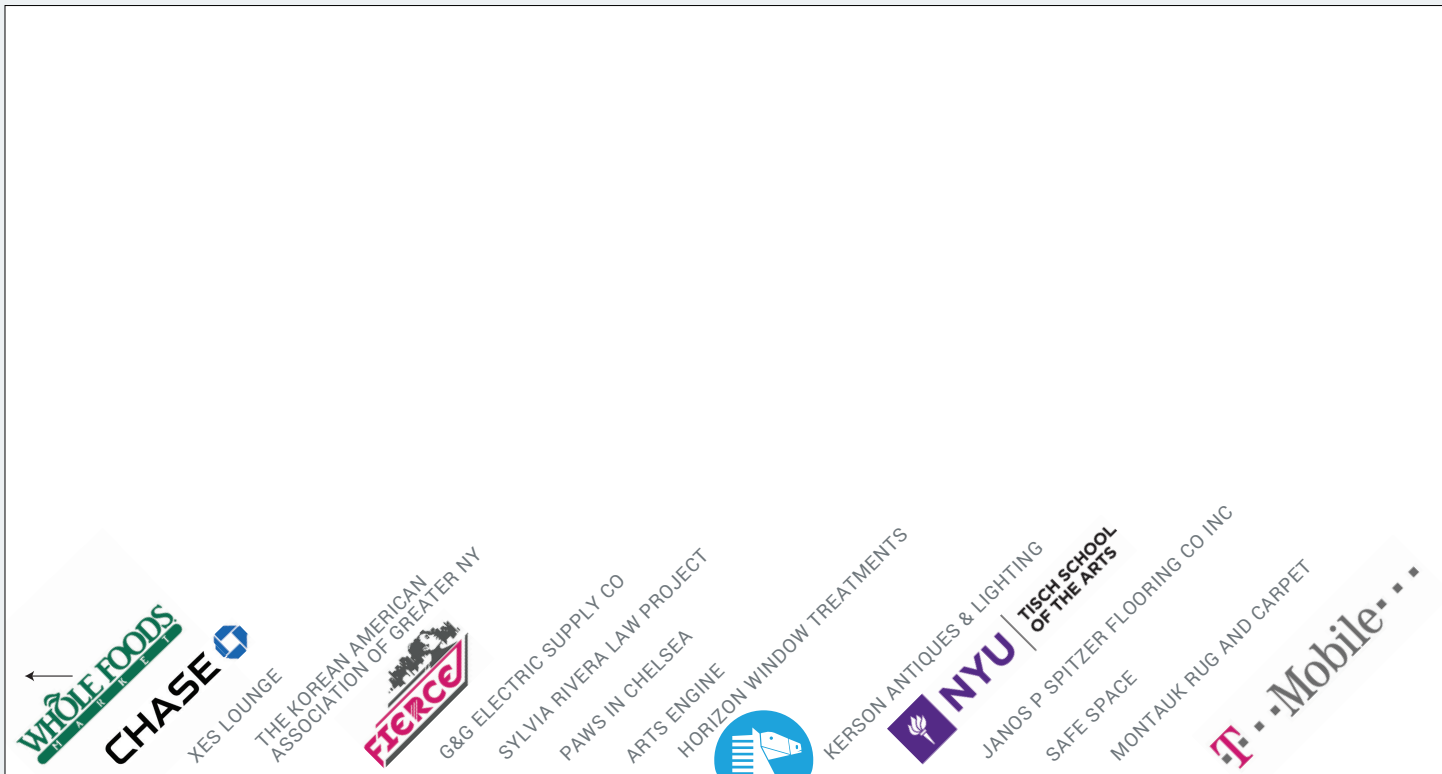 WHOLE FOODS
MARKET
CHASE
XES LOUNGE
THE KOREAN AMERICAN
ASSOCIATION OF GREATER NY
FIERCE
G&G ELECTRIC SUPPLY CO
SYLVIA RIVERA LAW PROJECT
PAWS IN CHELSEA
ARTS ENGINE
HORIZON WINDOW TREATMENTS
KERSON ANTIQUES & LIGHTING
NYU
TISCH SCHOOL
OF THE ARTS
JANOS P SPITZER FLOORING CO INC
SAFE SPACE
MONTAUK RUG AND CARPET
T Mobile